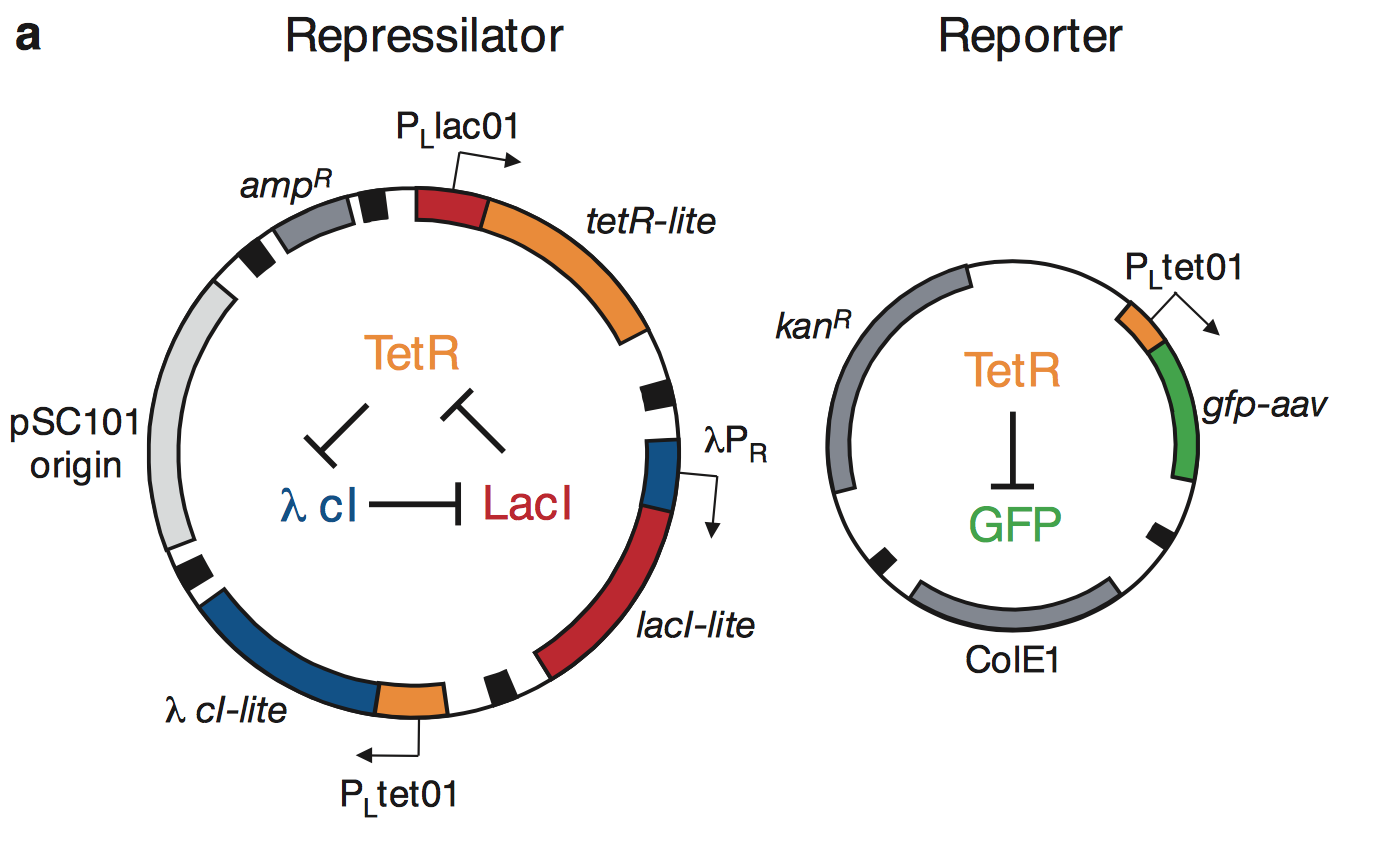 a
Repressilator
Reporter
PLlac01
ampR
tetR-lite
PLtet01
kanR
TetR
TetR
gfp-aav
pSC101
origin
λPR
λ cI
LacI
GFP
lacI-lite
ColE1
λ cI-lite
PLtet01